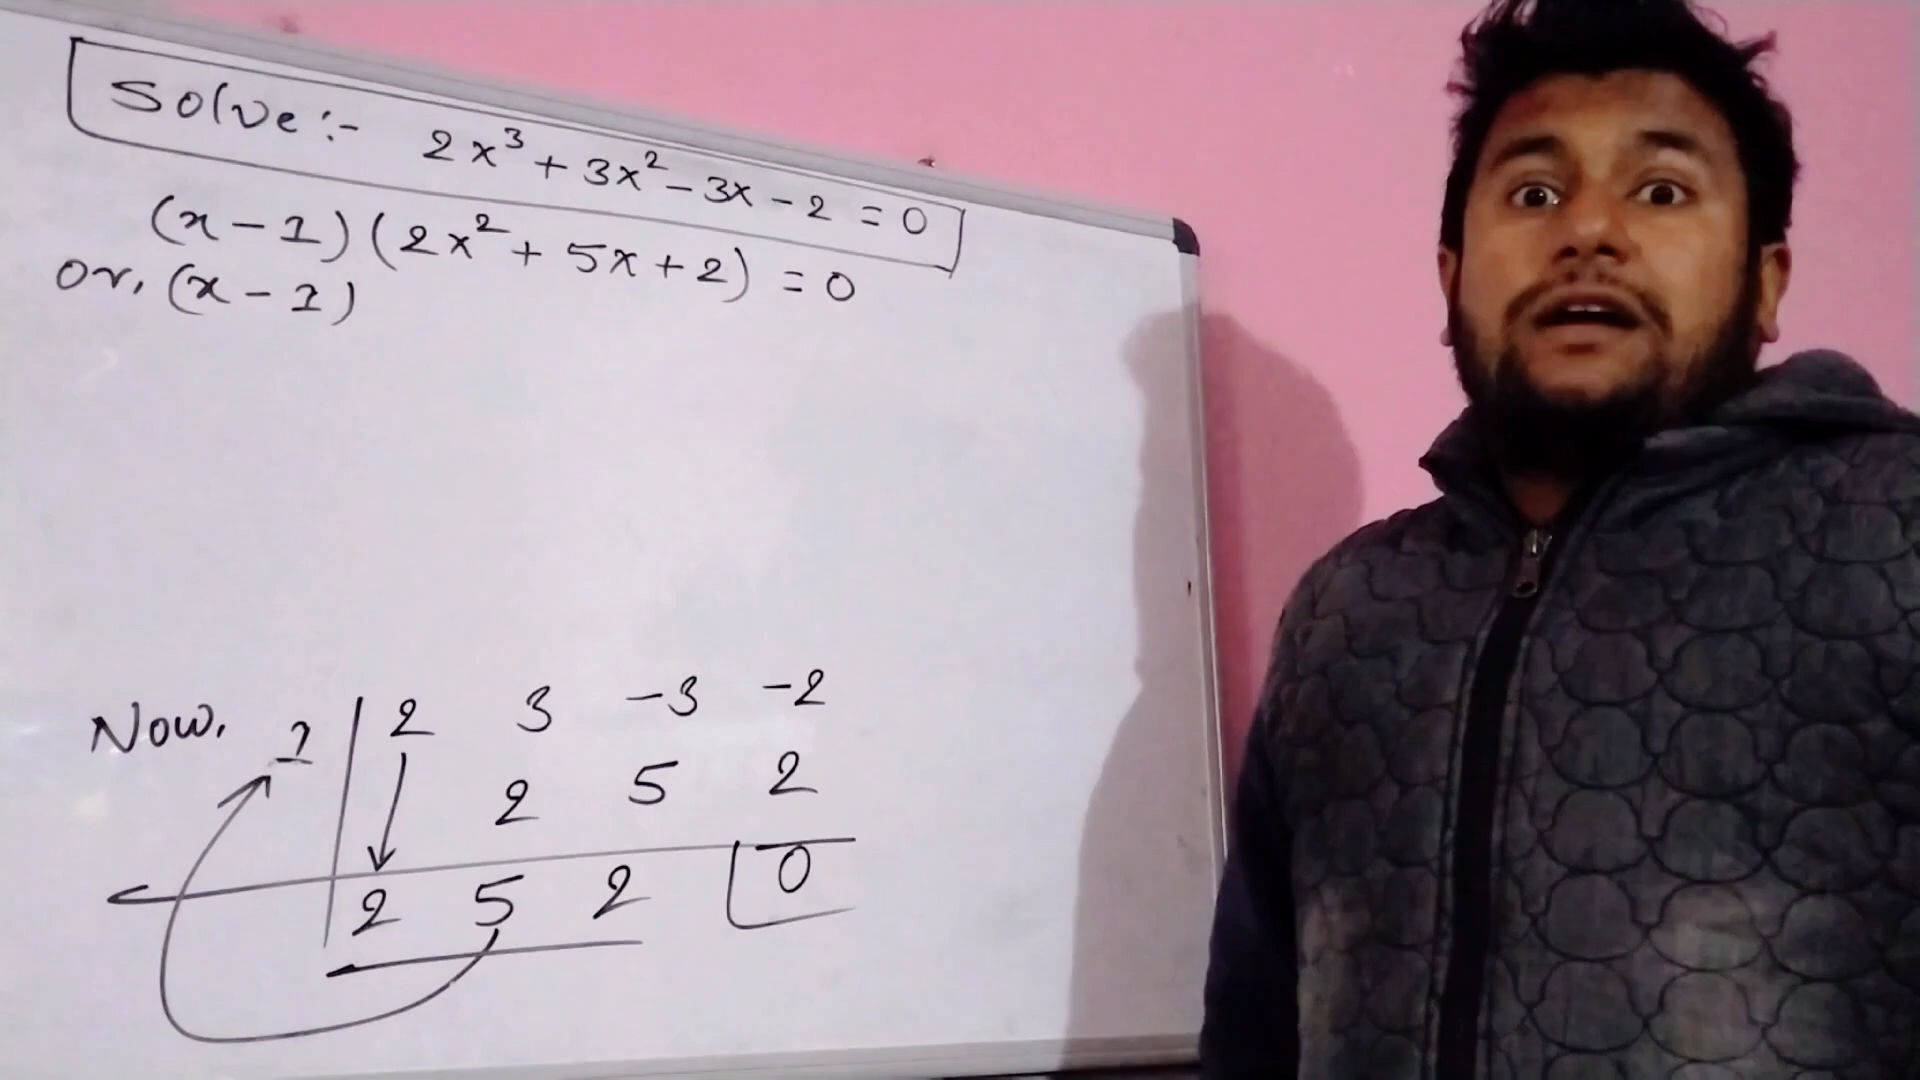 Solve :- 2x³ + 3x² - 3x - 2 = 0
(x - 1) (2x² + 5x + 2) = 0
or, (x - 1)
Now, 1 | 2 3 -3 -2
2 5 2
2 5 2 0